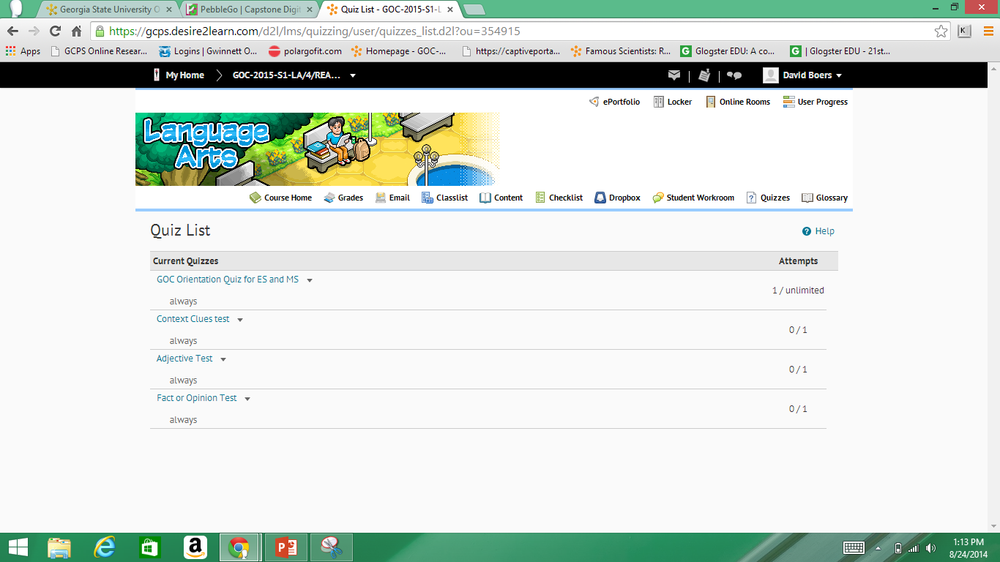 Georgia State University O
PebbleGo | Capstone Digit
Quiz List - GOC-2015-S1-L
https://gcps.desire2learn.com/d2l/lms/quizzing/user/quizzes_list.d2l?ou=354915
Apps GCPS Online Resear... Logins | Gwinnett O... polargofit.com Homepage - GOC-... https://captiveporta... Famous Scientists: R... Glogster EDU: A co... | Glogster EDU - 21st...
My Home GOC-2015-S1-LA/4/REA... David Boers
ePortfolio Locker Online Rooms User Progress
Language
Arts
Course Home Grades Email Classlist Content Checklist Dropbox Student Workroom Quizzes Glossary
Quiz List Help
Current Quizzes Attempts
GOC Orientation Quiz for ES and MS
1 / unlimited
always
Context Clues test
0 / 1
always
Adjective Test
0 / 1
always
Fact or Opinion Test
0 / 1
always
1:13 PM
8/24/2014